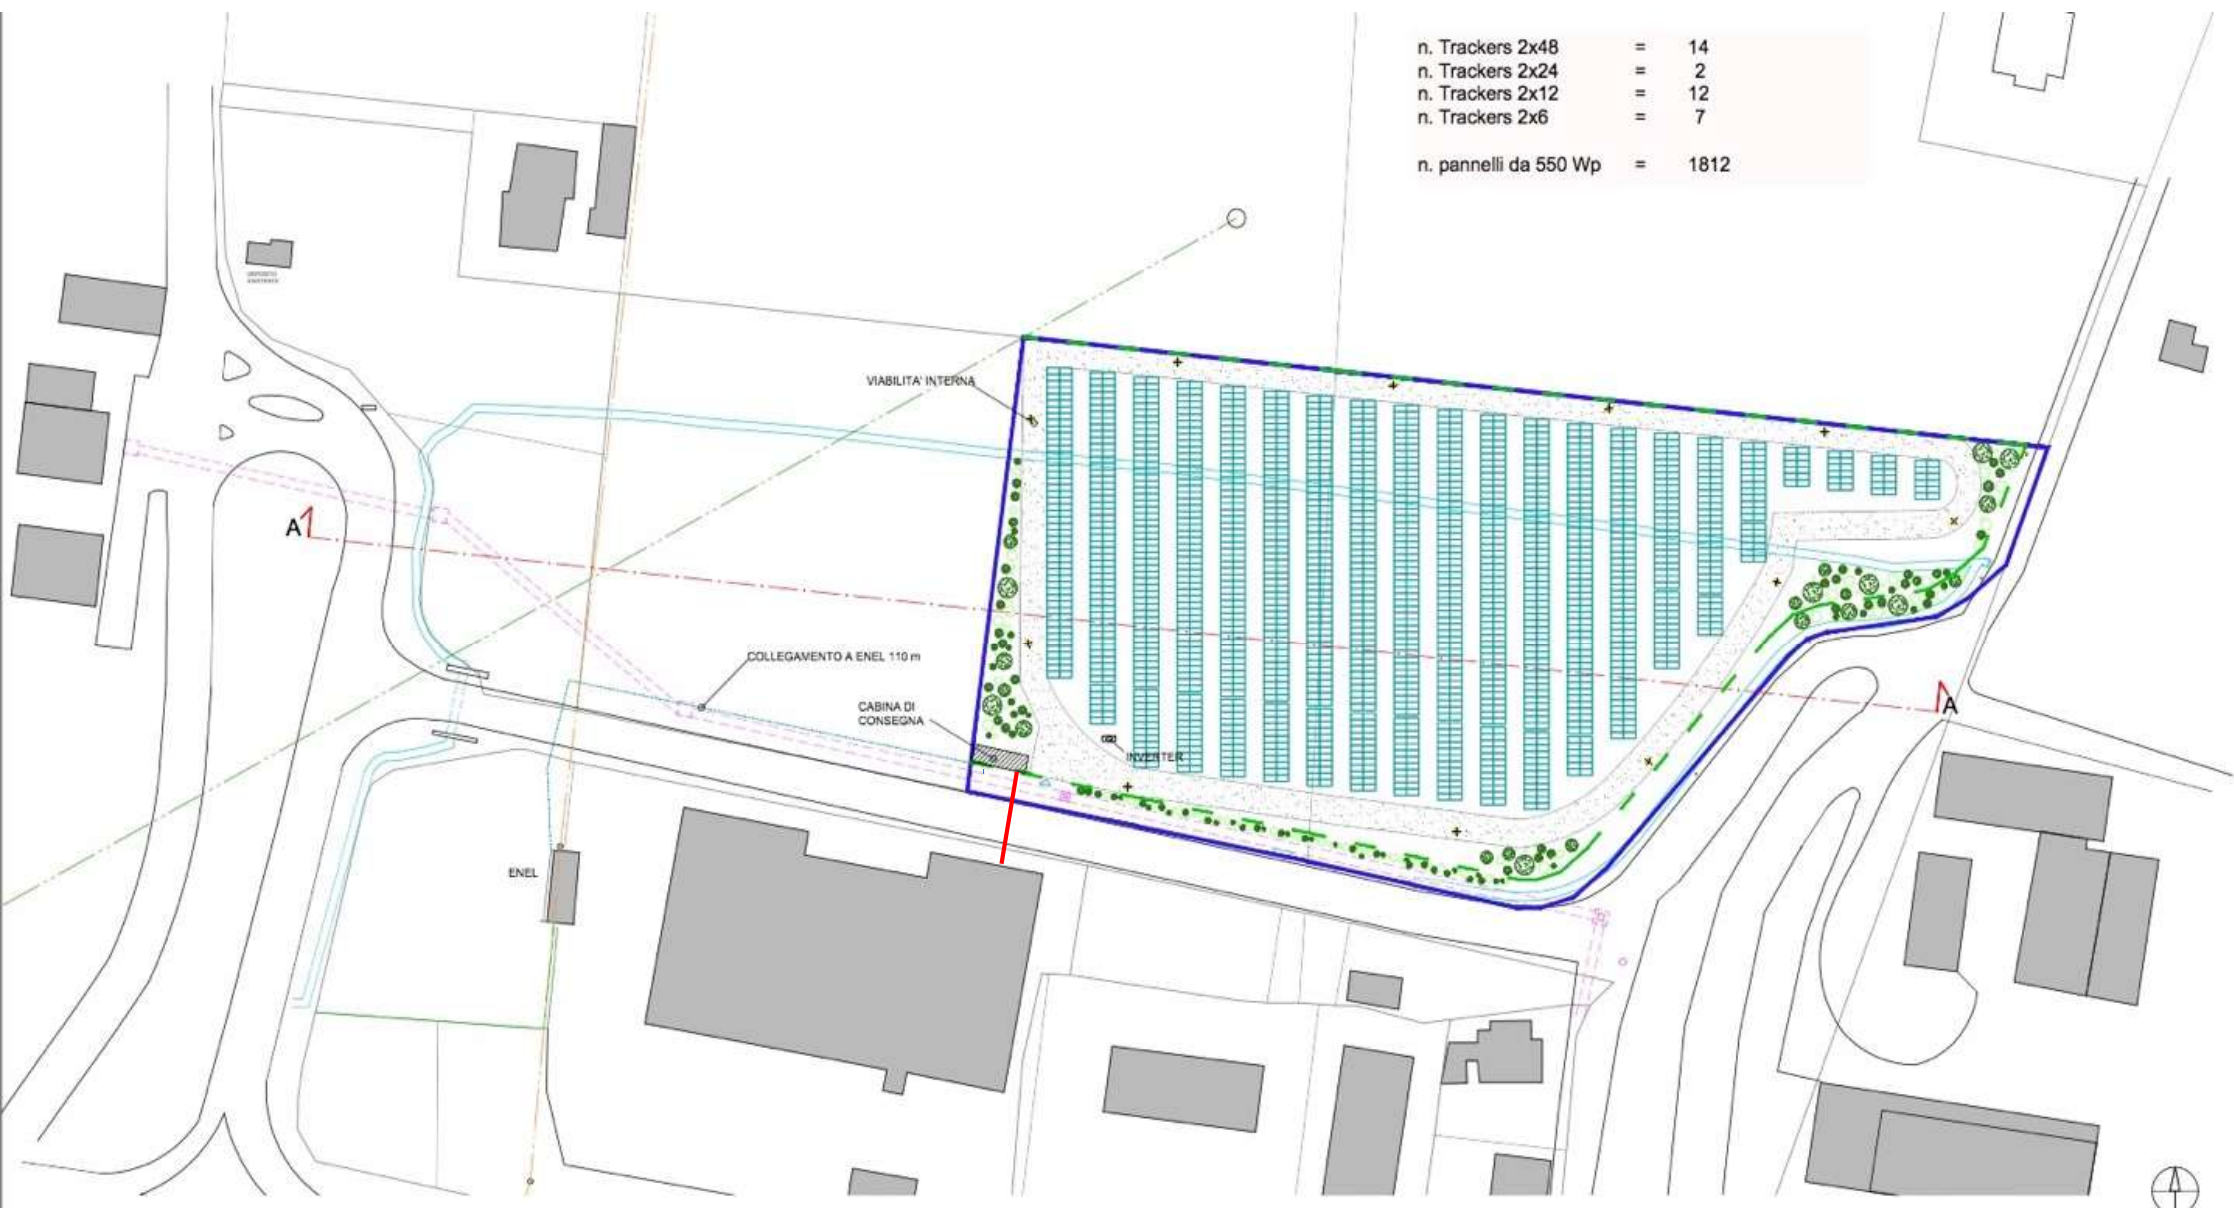 n. Trackers 2x48 = 14
n. Trackers 2x24 = 2
n. Trackers 2x12 = 12
n. Trackers 2x6 = 7
n. pannelli da 550 Wp = 1812
VIABILITA' INTERNA
A
COLLEGAMENTO A ENEL 110 m
CABINA DI
CONSEGNA
A
INVERTER
ENEL